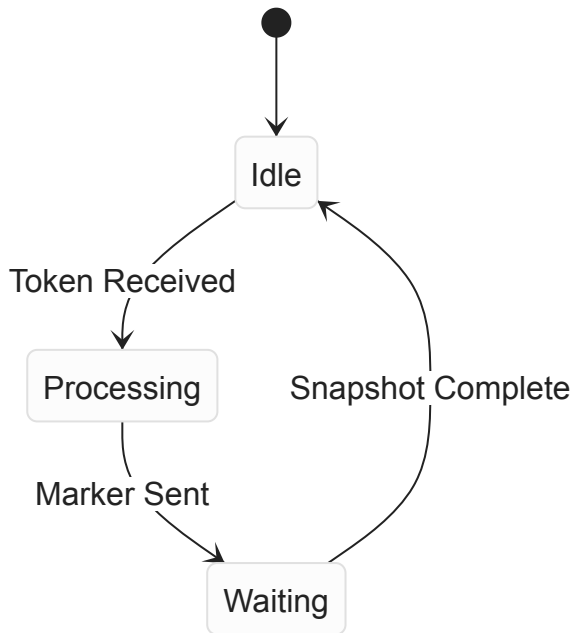 Idle
Token Received
Processing
Snapshot Complete
Marker Sent
Waiting